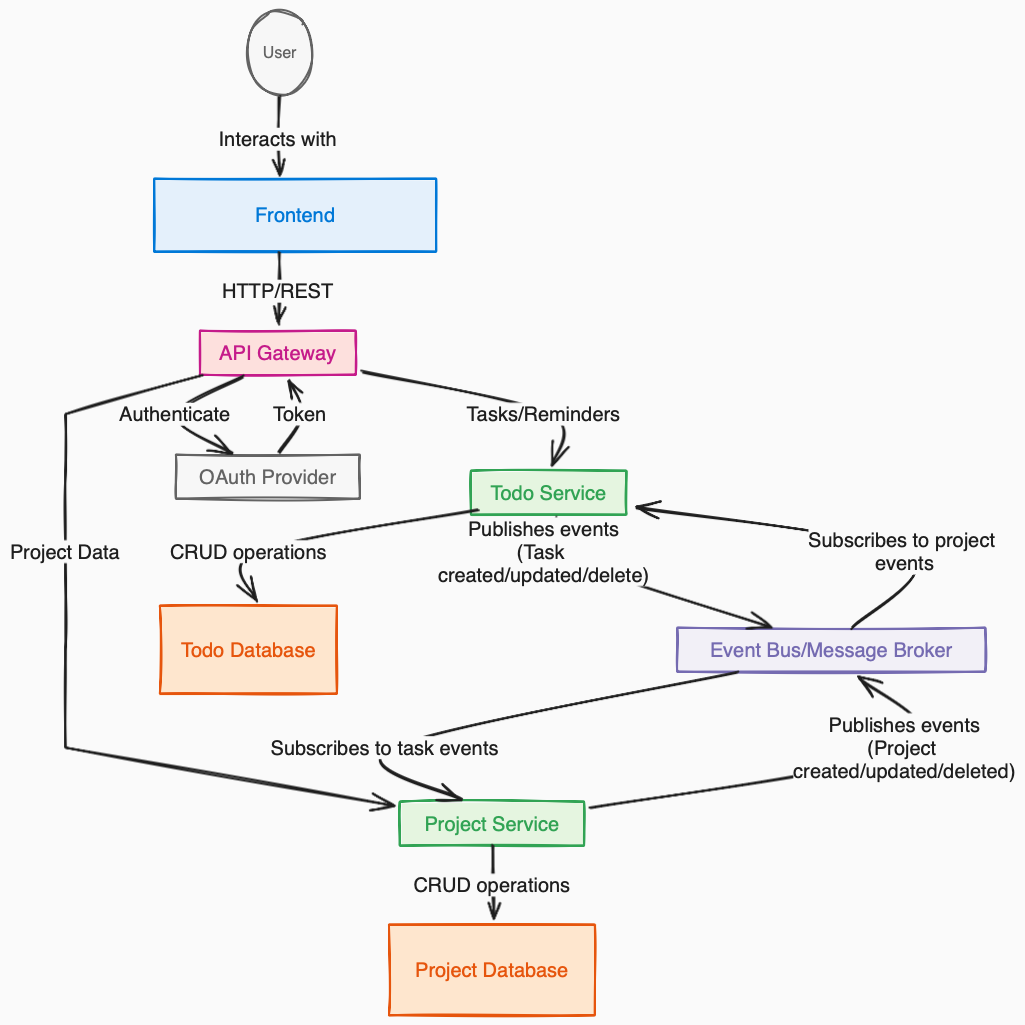 User
Interacts with
Frontend
HTTP/REST
API Gateway
Authenticate
Token
Tasks/Reminders
OAuth Provider
Todo Service
Publishes events
(Task
created/updated/delete)
Project Data
CRUD operations
Subscribes to project
events
Todo Database
Event Bus/Message Broker
Publishes events
(Project
created/updated/deleted)
Subscribes to task events
Project Service
CRUD operations
Project Database